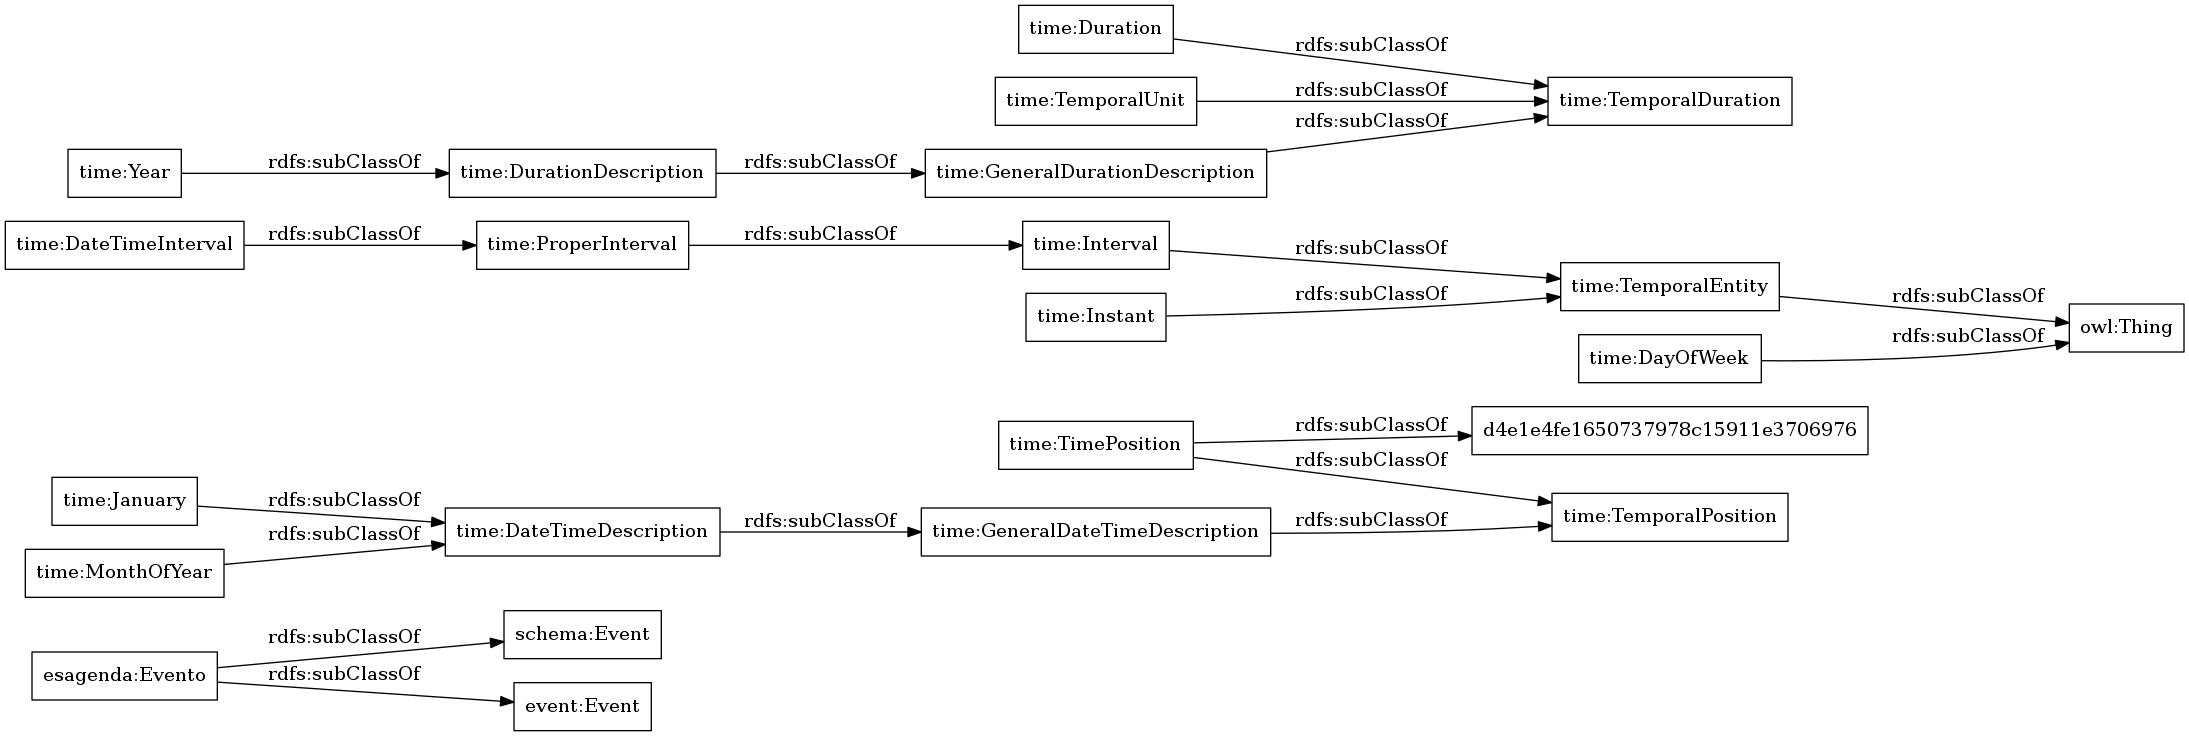 time:Duration
rdfs:subClassOf
time:TemporalUnit
rdfs:subClassOf
time:TemporalDuration
rdfs:subClassOf
time:Year
rdfs:subClassOf
time:DurationDescription
rdfs:subClassOf
time:GeneralDurationDescription
time:DateTimeInterval
rdfs:subClassOf
time:ProperInterval
rdfs:subClassOf
time:Interval
rdfs:subClassOf
time:Instant
rdfs:subClassOf
time:TemporalEntity
rdfs:subClassOf
owl:Thing
time:DayOfWeek
rdfs:subClassOf
time:TimePosition
rdfs:subClassOf
d4e1e4fe1650737978c15911e3706976
rdfs:subClassOf
time:TemporalPosition
time:January
rdfs:subClassOf
time:MonthOfYear
rdfs:subClassOf
time:DateTimeDescription
rdfs:subClassOf
time:GeneralDateTimeDescription
rdfs:subClassOf
esagenda:Evento
rdfs:subClassOf
schema:Event
rdfs:subClassOf
event:Event